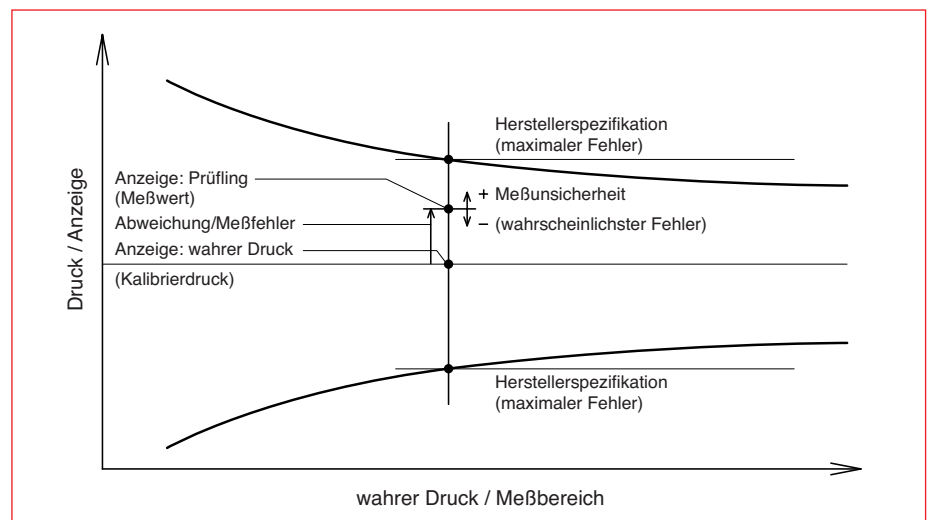 Druck / Anzeige
Herstellerspezifikation
(maximaler Fehler)
Anzeige: Prüfling
(Meßwert)
+ Meßunsicherheit
Abweichung/Meßfehler
– (wahrscheinlichster Fehler)
Anzeige: wahrer Druck
(Kalibrierdruck)
Herstellerspezifikation
(maximaler Fehler)
wahrer Druck / Meßbereich